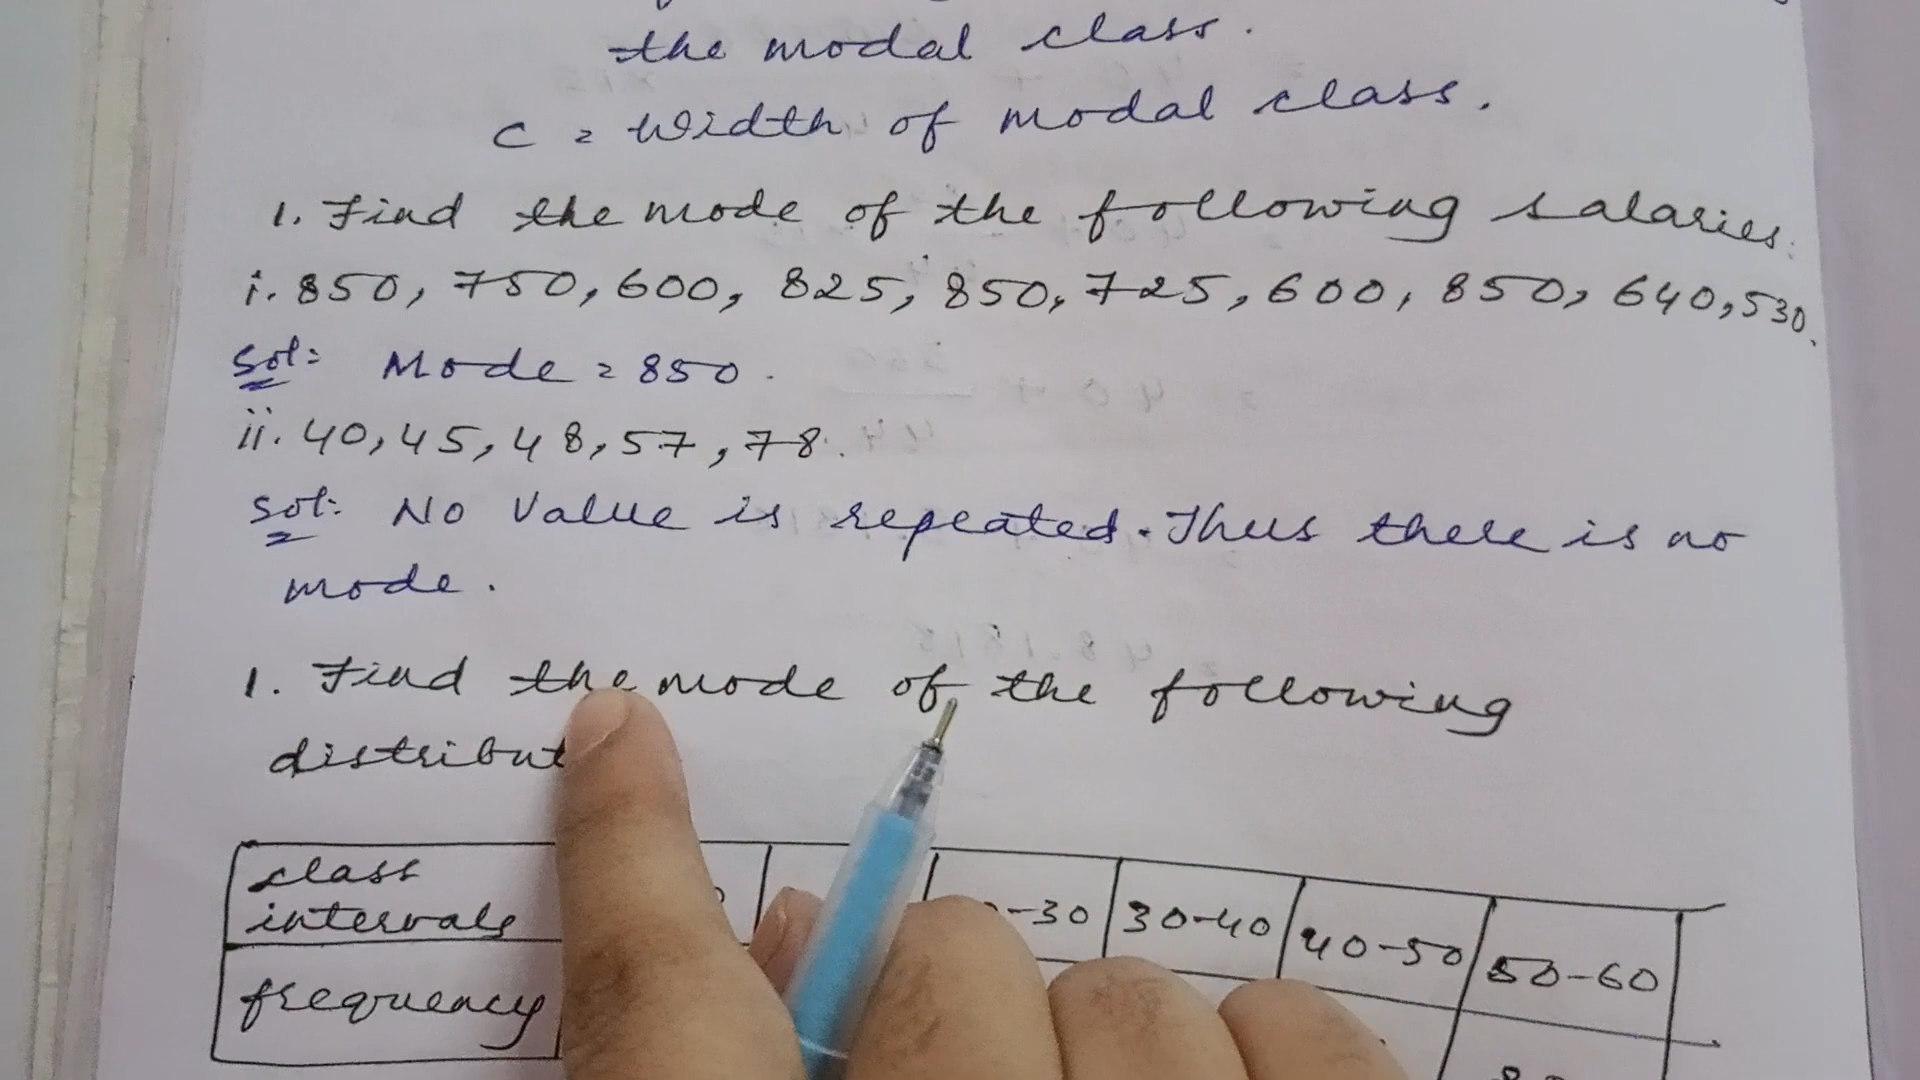 the modal class.
c = width of modal class.
1. Find the mode of the following salaries:
i. 850, 750, 600, 825, 850, 725, 600, 850, 640, 530.
Sol: Mode = 850.
ii. 40, 45, 48, 57, 78.
Sol: No value is repeated. Thus there is no
mode.
1. Find the mode of the following
distribut
class
intervals -30 30-40 40-50 50-60
frequency